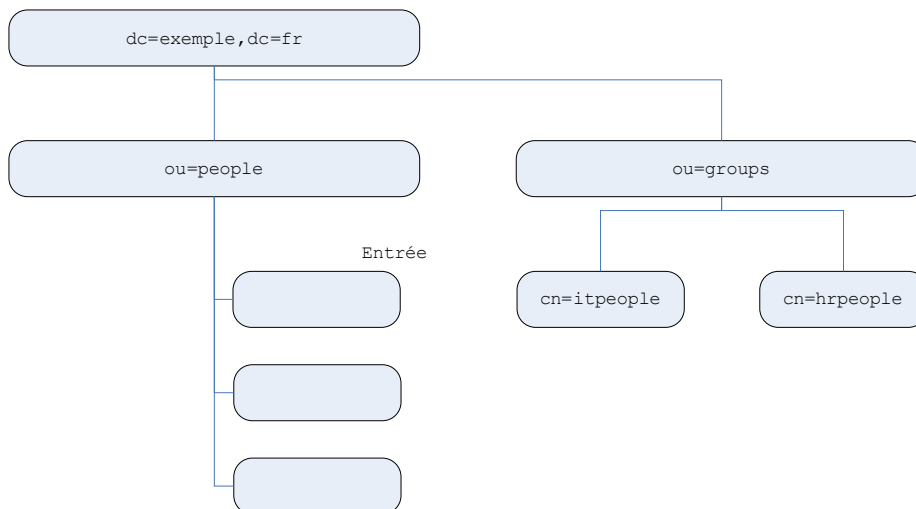 dc=exemple,dc=fr
ou=people
ou=groups
Entrée
cn=itpeople
cn=hrpeople